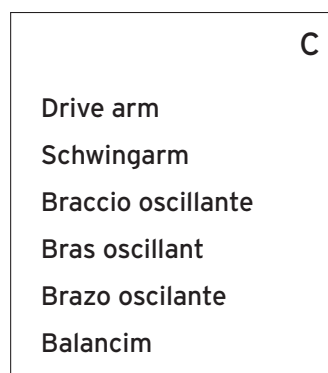 C
Drive arm
Schwingarm
Braccio oscillante
Bras oscillant
Brazo oscilante
Balancim